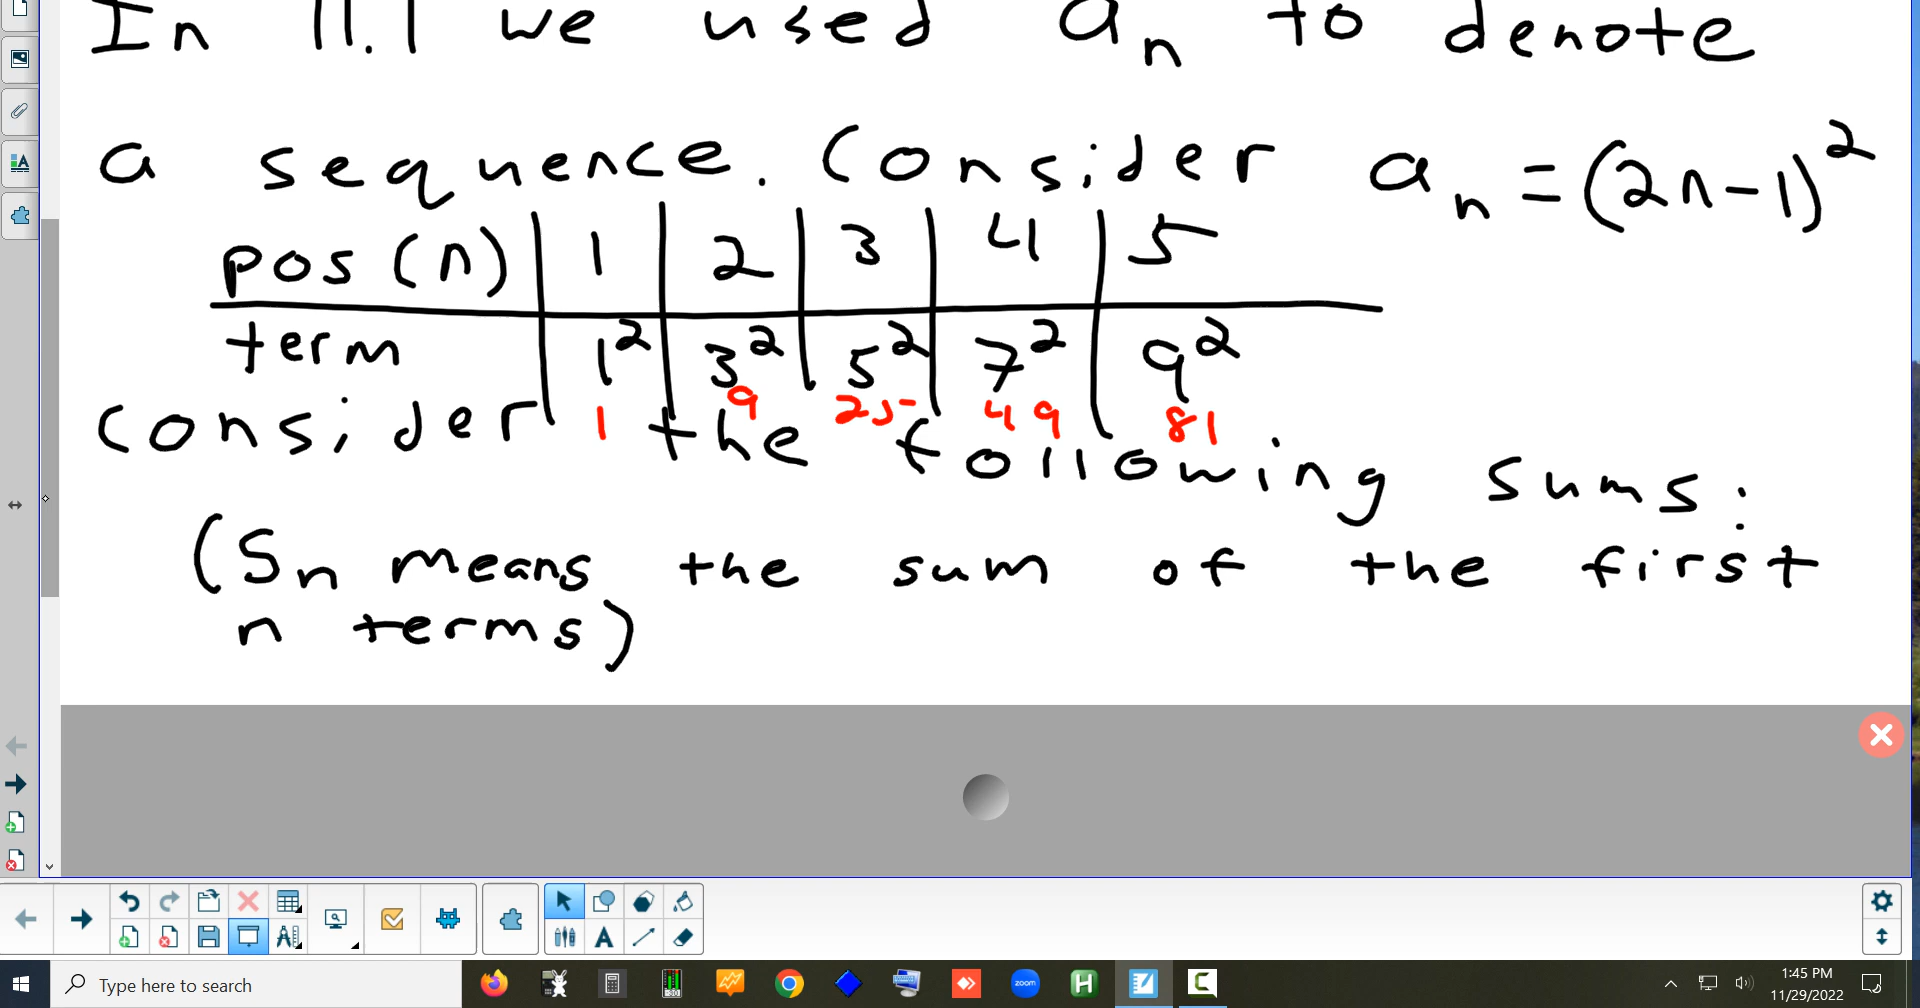 In 11.1 we used aₙ to denote
a sequence. Consider aₙ = (2n-1)²
pos (n) | 1 | 2 | 3 | 4 | 5
term | 1² | 3² | 5² | 7² | 9²
1 9 25 49 81
consider the following sums:
(Sₙ means the sum of the first
n terms)
A
Type here to search
zoom
H
C
1:45 PM
11/29/2022